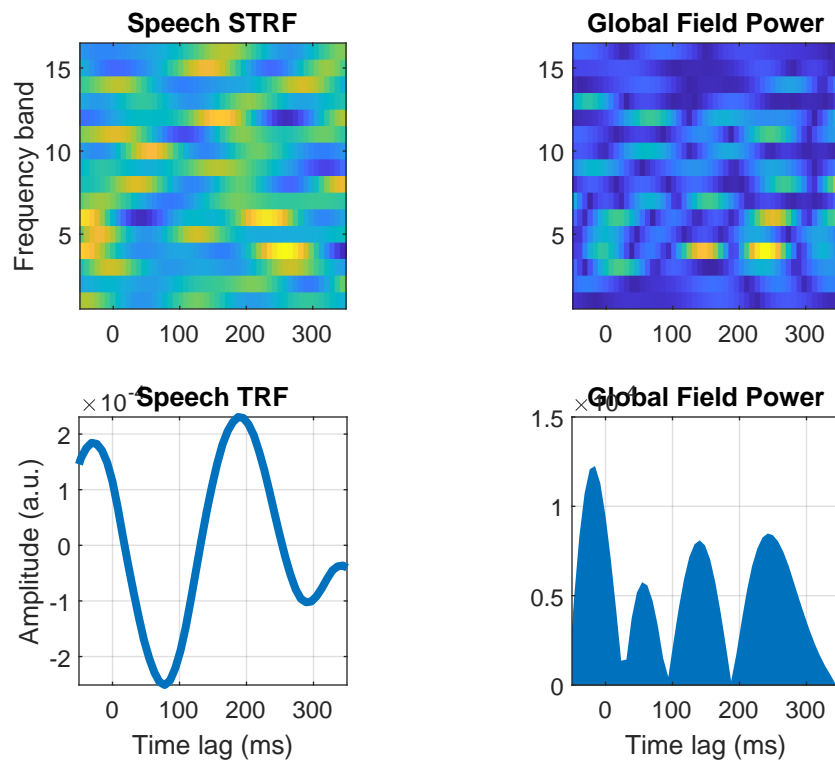 Speech STRF
Global Field Power
Frequency band
15
10
5
0 100 200 300
15
10
5
0 100 200 300
× 10⁻⁴
Speech TRF
Global Field Power
Amplitude (a.u.)
2
1
0
-1
-2
0 100 200 300
Time lag (ms)
1.5
1
0.5
0
0 100 200 300
Time lag (ms)